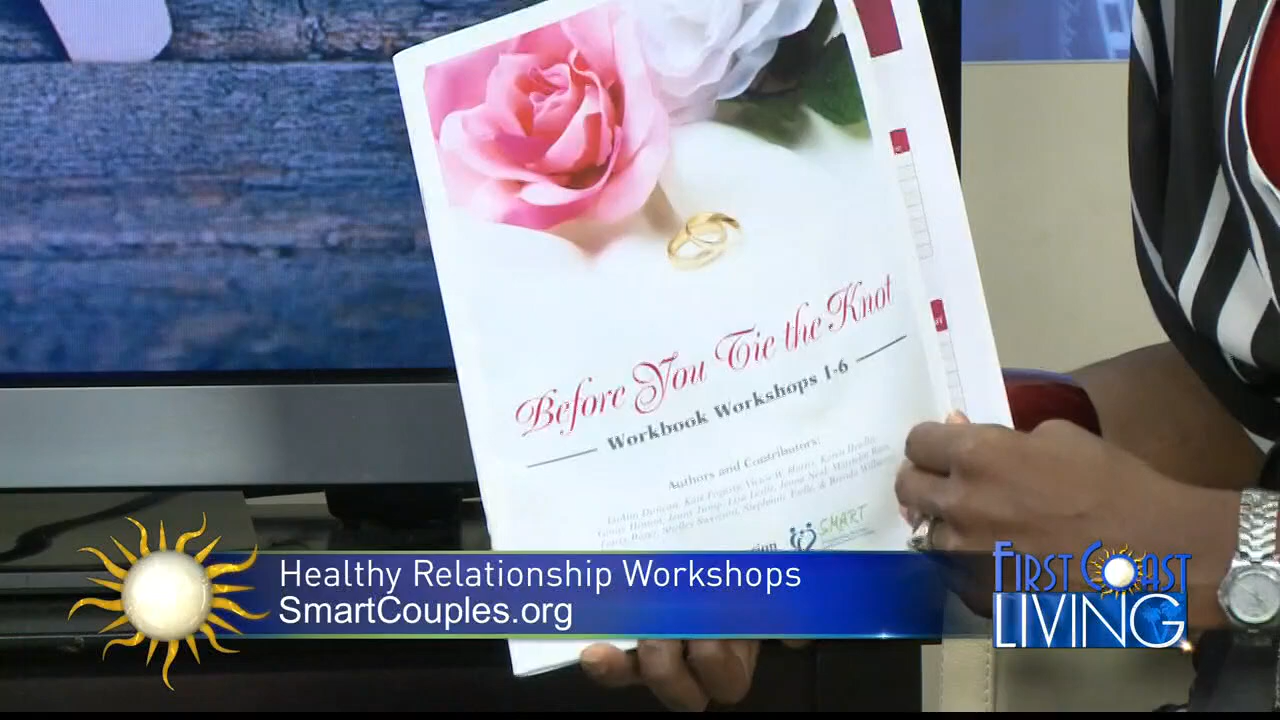 Before You Tie the Knot
Workbook Workshops 1-6
Authors and Contributors:
SMART
Healthy Relationship Workshops
SmartCouples.org
FIRST COAST
LIVING